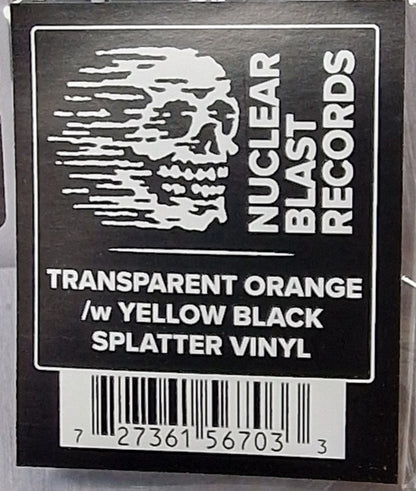 NUCLEAR
BLAST
RECORDS
TRANSPARENT ORANGE
/w YELLOW BLACK
SPLATTER VINYL
7 27361 56703 3